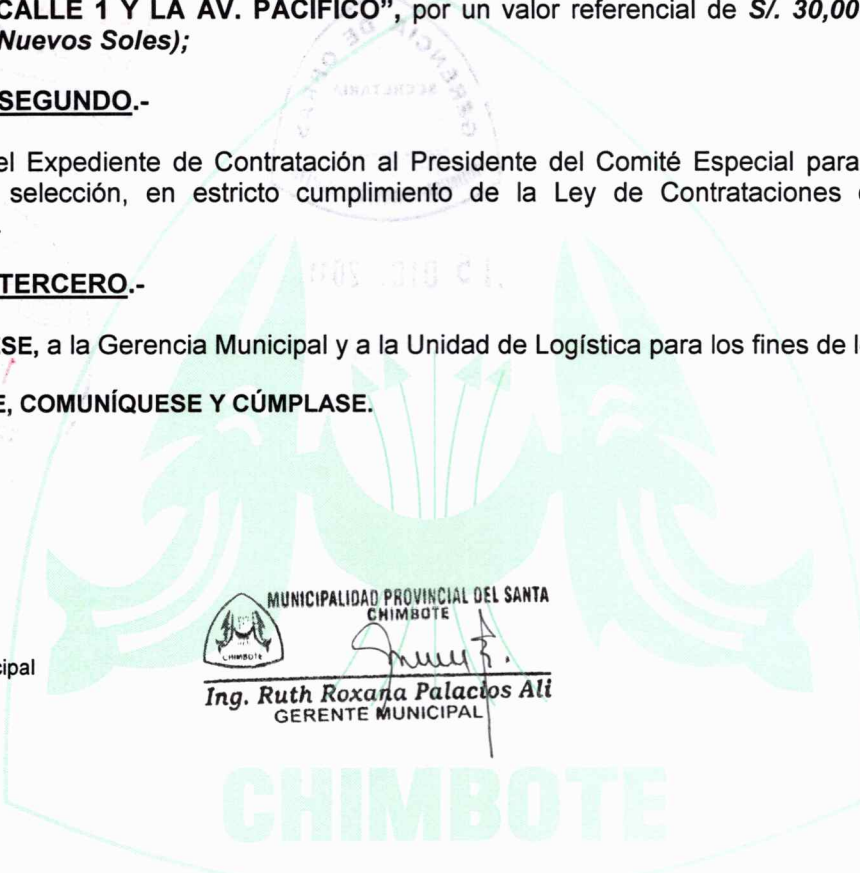 CALLE 1 Y LA AV. PACIFICO”, por un valor referencial de S/. 30,00
Nuevos Soles);
SEGUNDO.-
el Expediente de Contratación al Presidente del Comité Especial para
selección, en estricto cumplimiento de la Ley de Contrataciones
TERCERO.-
ESE, a la Gerencia Municipal y a la Unidad de Logística para los fines de
E, COMUNÍQUESE Y CÚMPLASE.
MUNICIPALIDAD PROVINCIAL DEL SANTA
CHIMBOTE
CHIMBOTE
cipal
Ing. Ruth Roxana Palacios Ali
GERENTE MUNICIPAL
CHIMBOTE